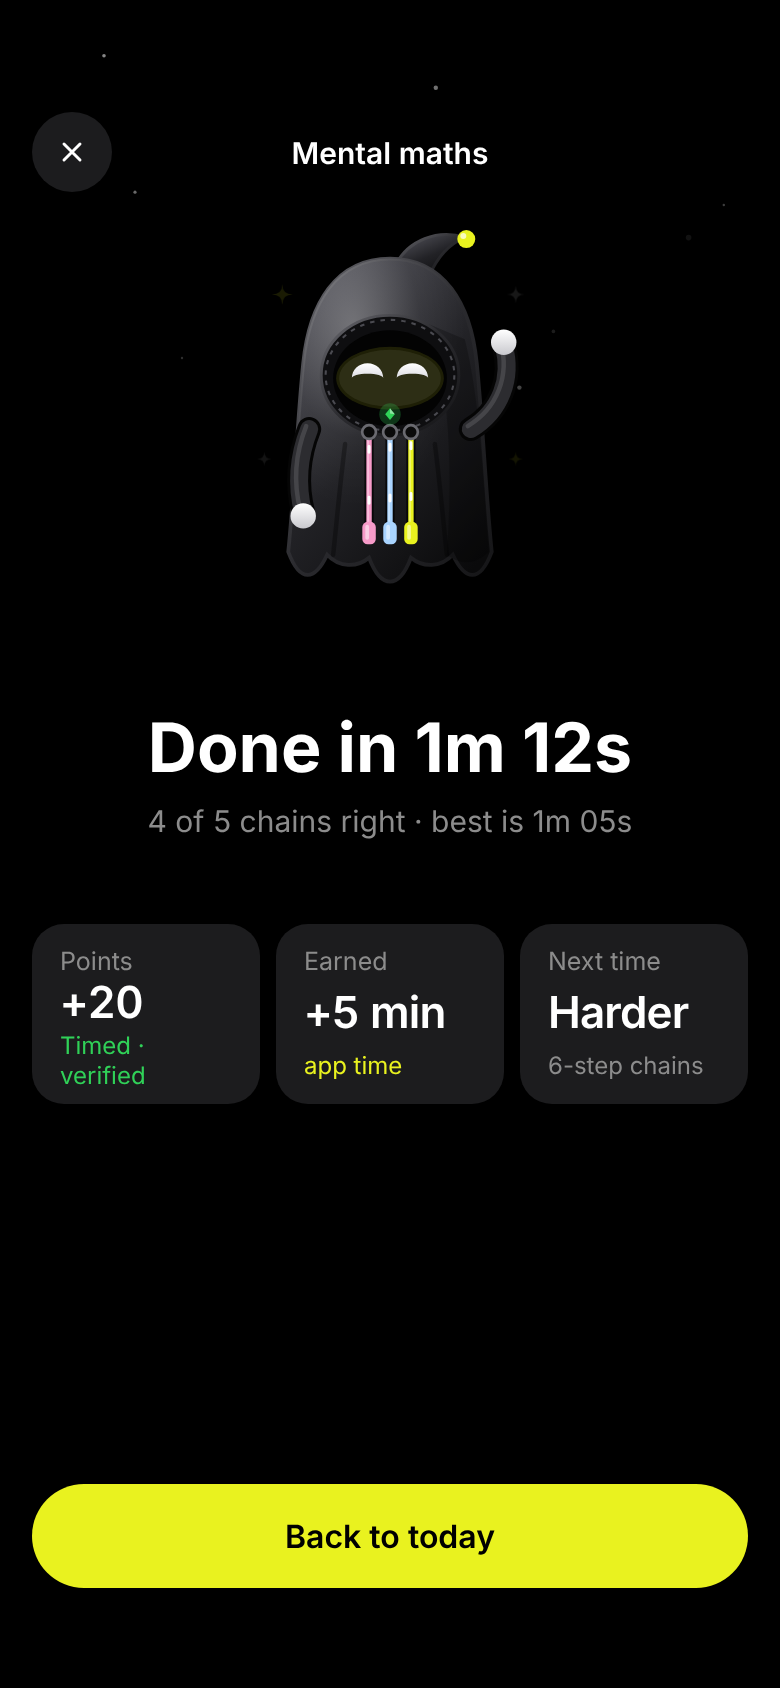 Mental maths
Done in 1m 12s
4 of 5 chains right · best is 1m 05s
Points
+20
Timed ·
verified
Earned
+5 min
app time
Next time
Harder
6-step chains
Back to today